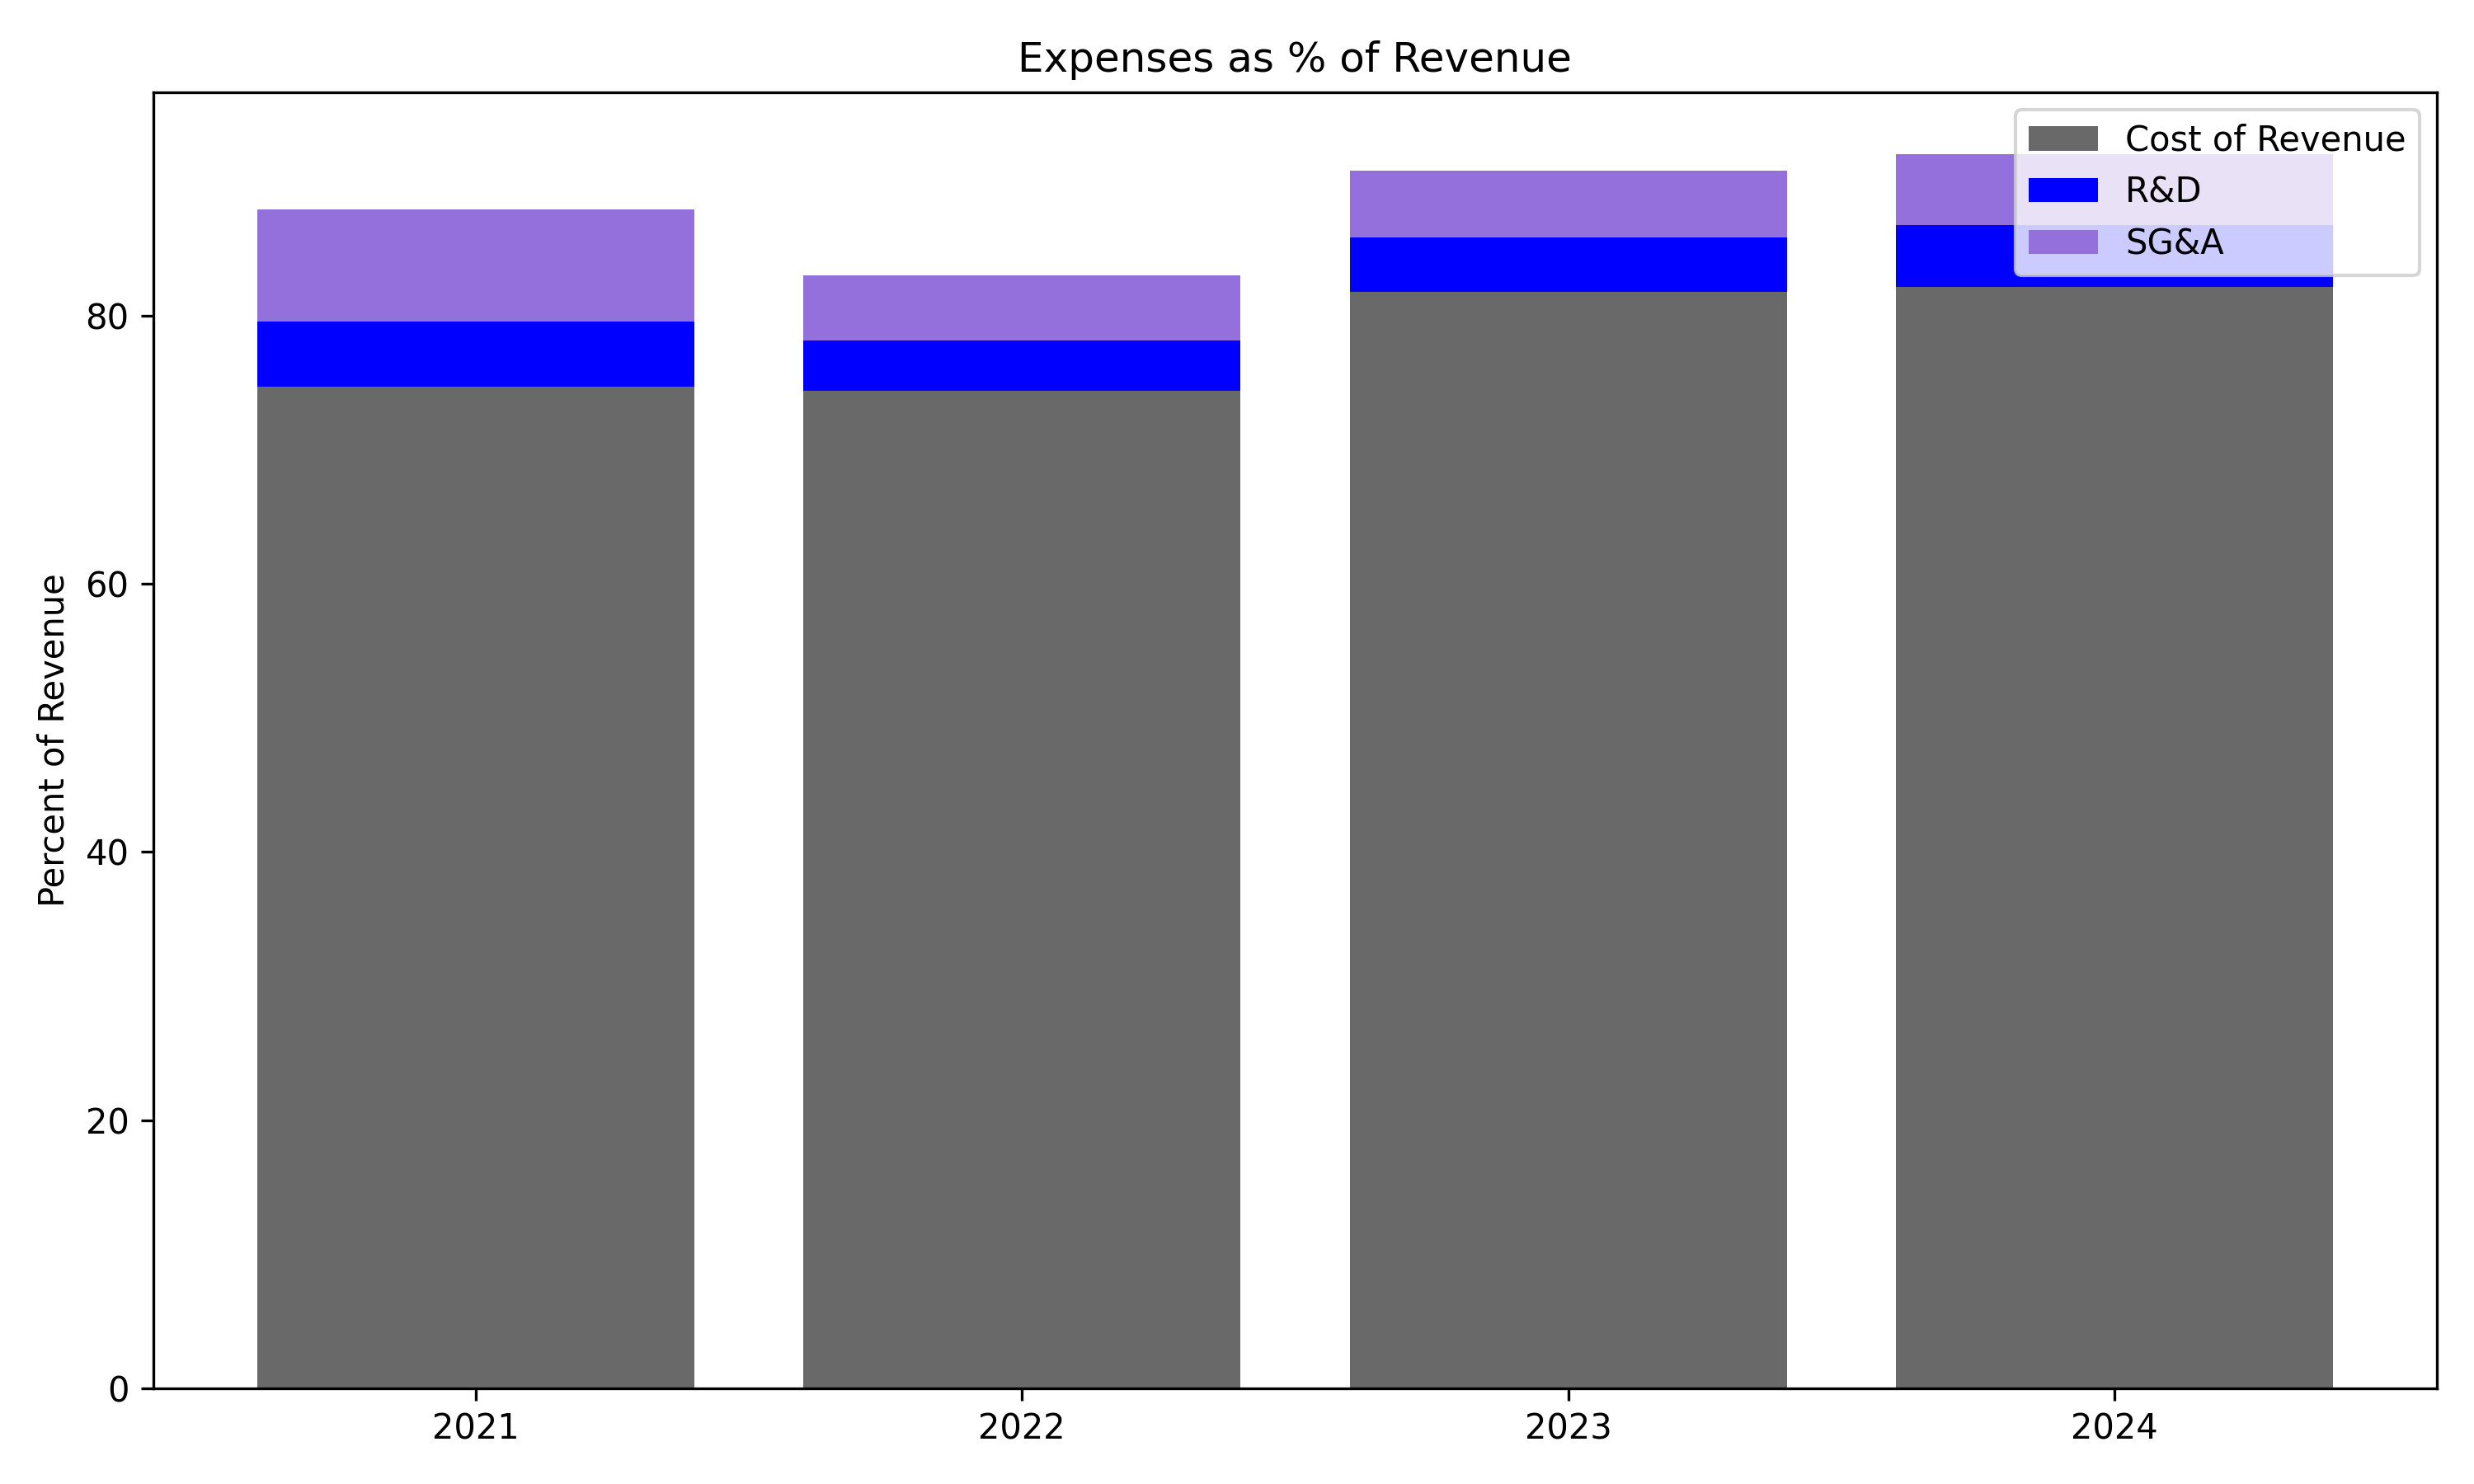 Expenses as % of Revenue
Cost of Revenue
R&D
SG&A
Percent of Revenue
80
60
40
20
0
2021
2022
2023
2024